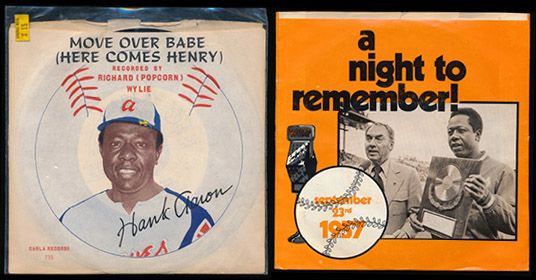 MOVE OVER BABE
(HERE COMES HENRY)
RECORDED BY
RICHARD (POPCORN)
WYLIE
a
Hank Aaron
CARLA RECORDS
715
a
night to
remember!
september
23rd
1957